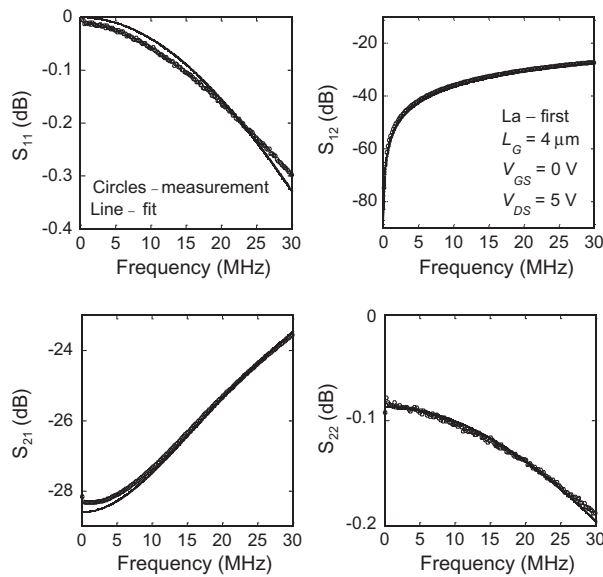 0
-0.1
-0.2
-0.3
-0.4
S11 (dB)
Circles – measurement
Line – fit
0 5 10 15 20 25 30
Frequency (MHz)
-20
-40
-60
-80
S12 (dB)
La – first
LG = 4 μm
VGS = 0 V
VDS = 5 V
0 5 10 15 20 25 30
Frequency (MHz)
-24
-26
-28
S21 (dB)
0 5 10 15 20 25 30
Frequency (MHz)
0
-0.1
-0.2
S22 (dB)
0 5 10 15 20 25 30
Frequency (MHz)